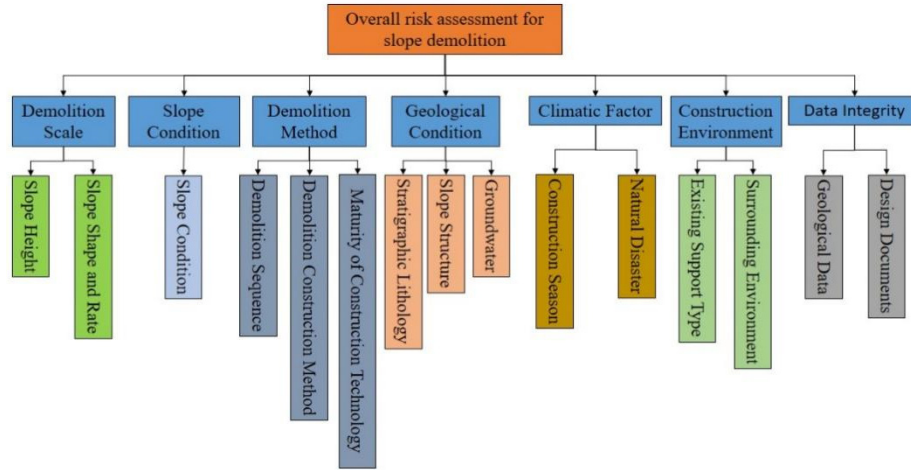 Overall risk assessment for
slope demolition
Demolition
Scale
Slope
Condition
Demolition
Method
Geological
Condition
Climatic Factor
Construction
Environment
Data Integrity
Slope Height
Slope Shape and Rate
Slope Condition
Demolition Sequence
Demolition Construction Method
Maturity of Construction Technology
Stratigraphic Lithology
Slope Structure
Groundwater
Construction Season
Natural Disaster
Existing Support Type
Surrounding Environment
Geological Data
Design Documents